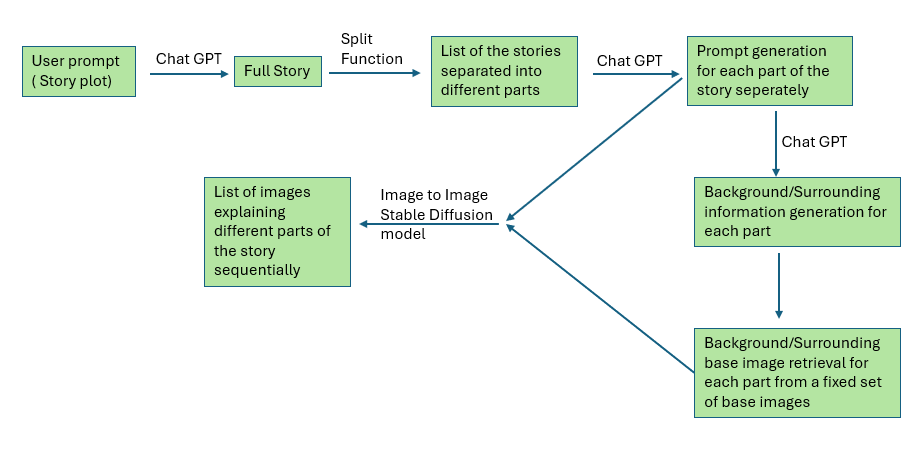 User prompt
( Story plot)
Chat GPT
Full Story
Split
Function
List of the stories
separated into
different parts
Chat GPT
Prompt generation
for each part of the
story seperately
Chat GPT
Background/Surrounding
information generation for
each part
Background/Surrounding
base image retrieval for
each part from a fixed set
of base images
Image to Image
Stable Diffusion
model
List of images
explaining
different parts of
the story
sequentially